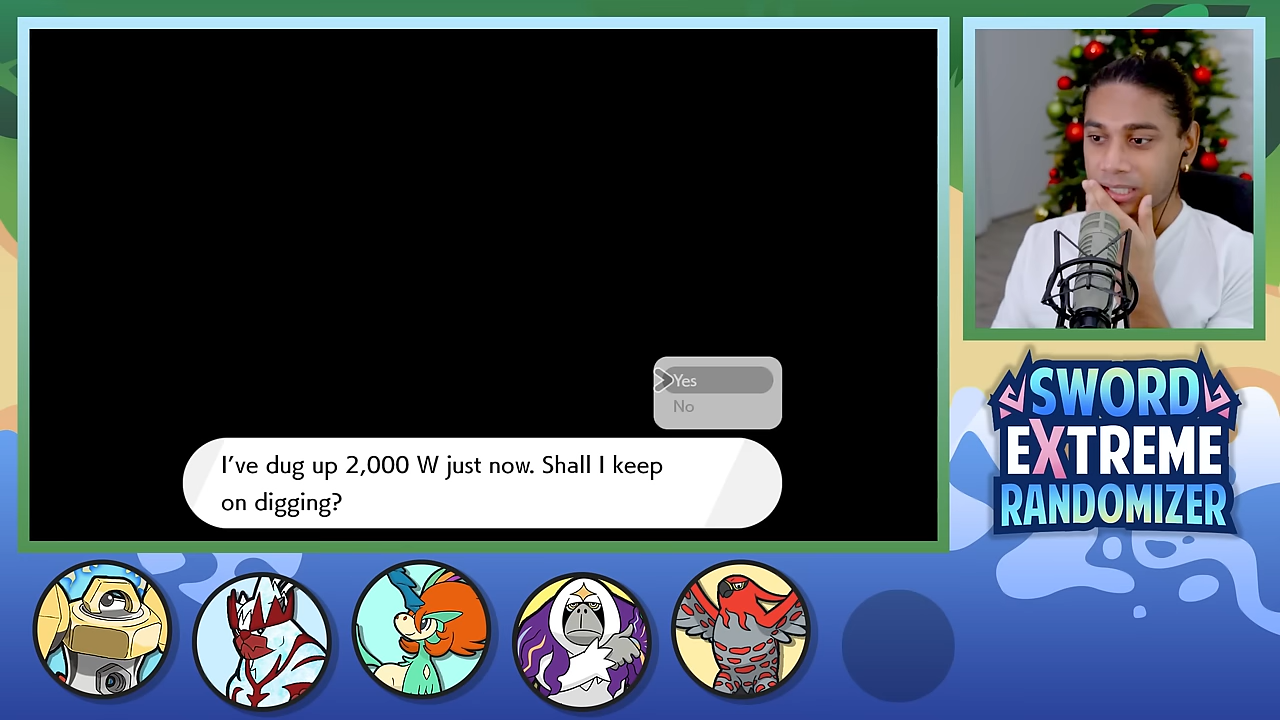 Yes
No
I've dug up 2,000 W just now. Shall I keep
on digging?
SWORD
EXTREME
RANDOMIZER